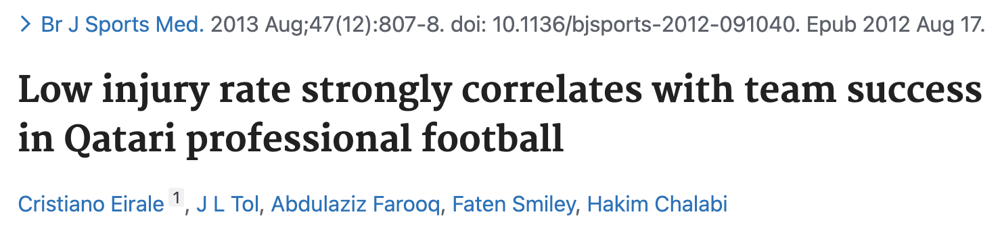 > Br J Sports Med. 2013 Aug;47(12):807-8. doi: 10.1136/bjsports-2012-091040. Epub 2012 Aug 17.
Low injury rate strongly correlates with team success
in Qatari professional football
Cristiano Eirale 1, J L Tol, Abdulaziz Farooq, Faten Smiley, Hakim Chalabi